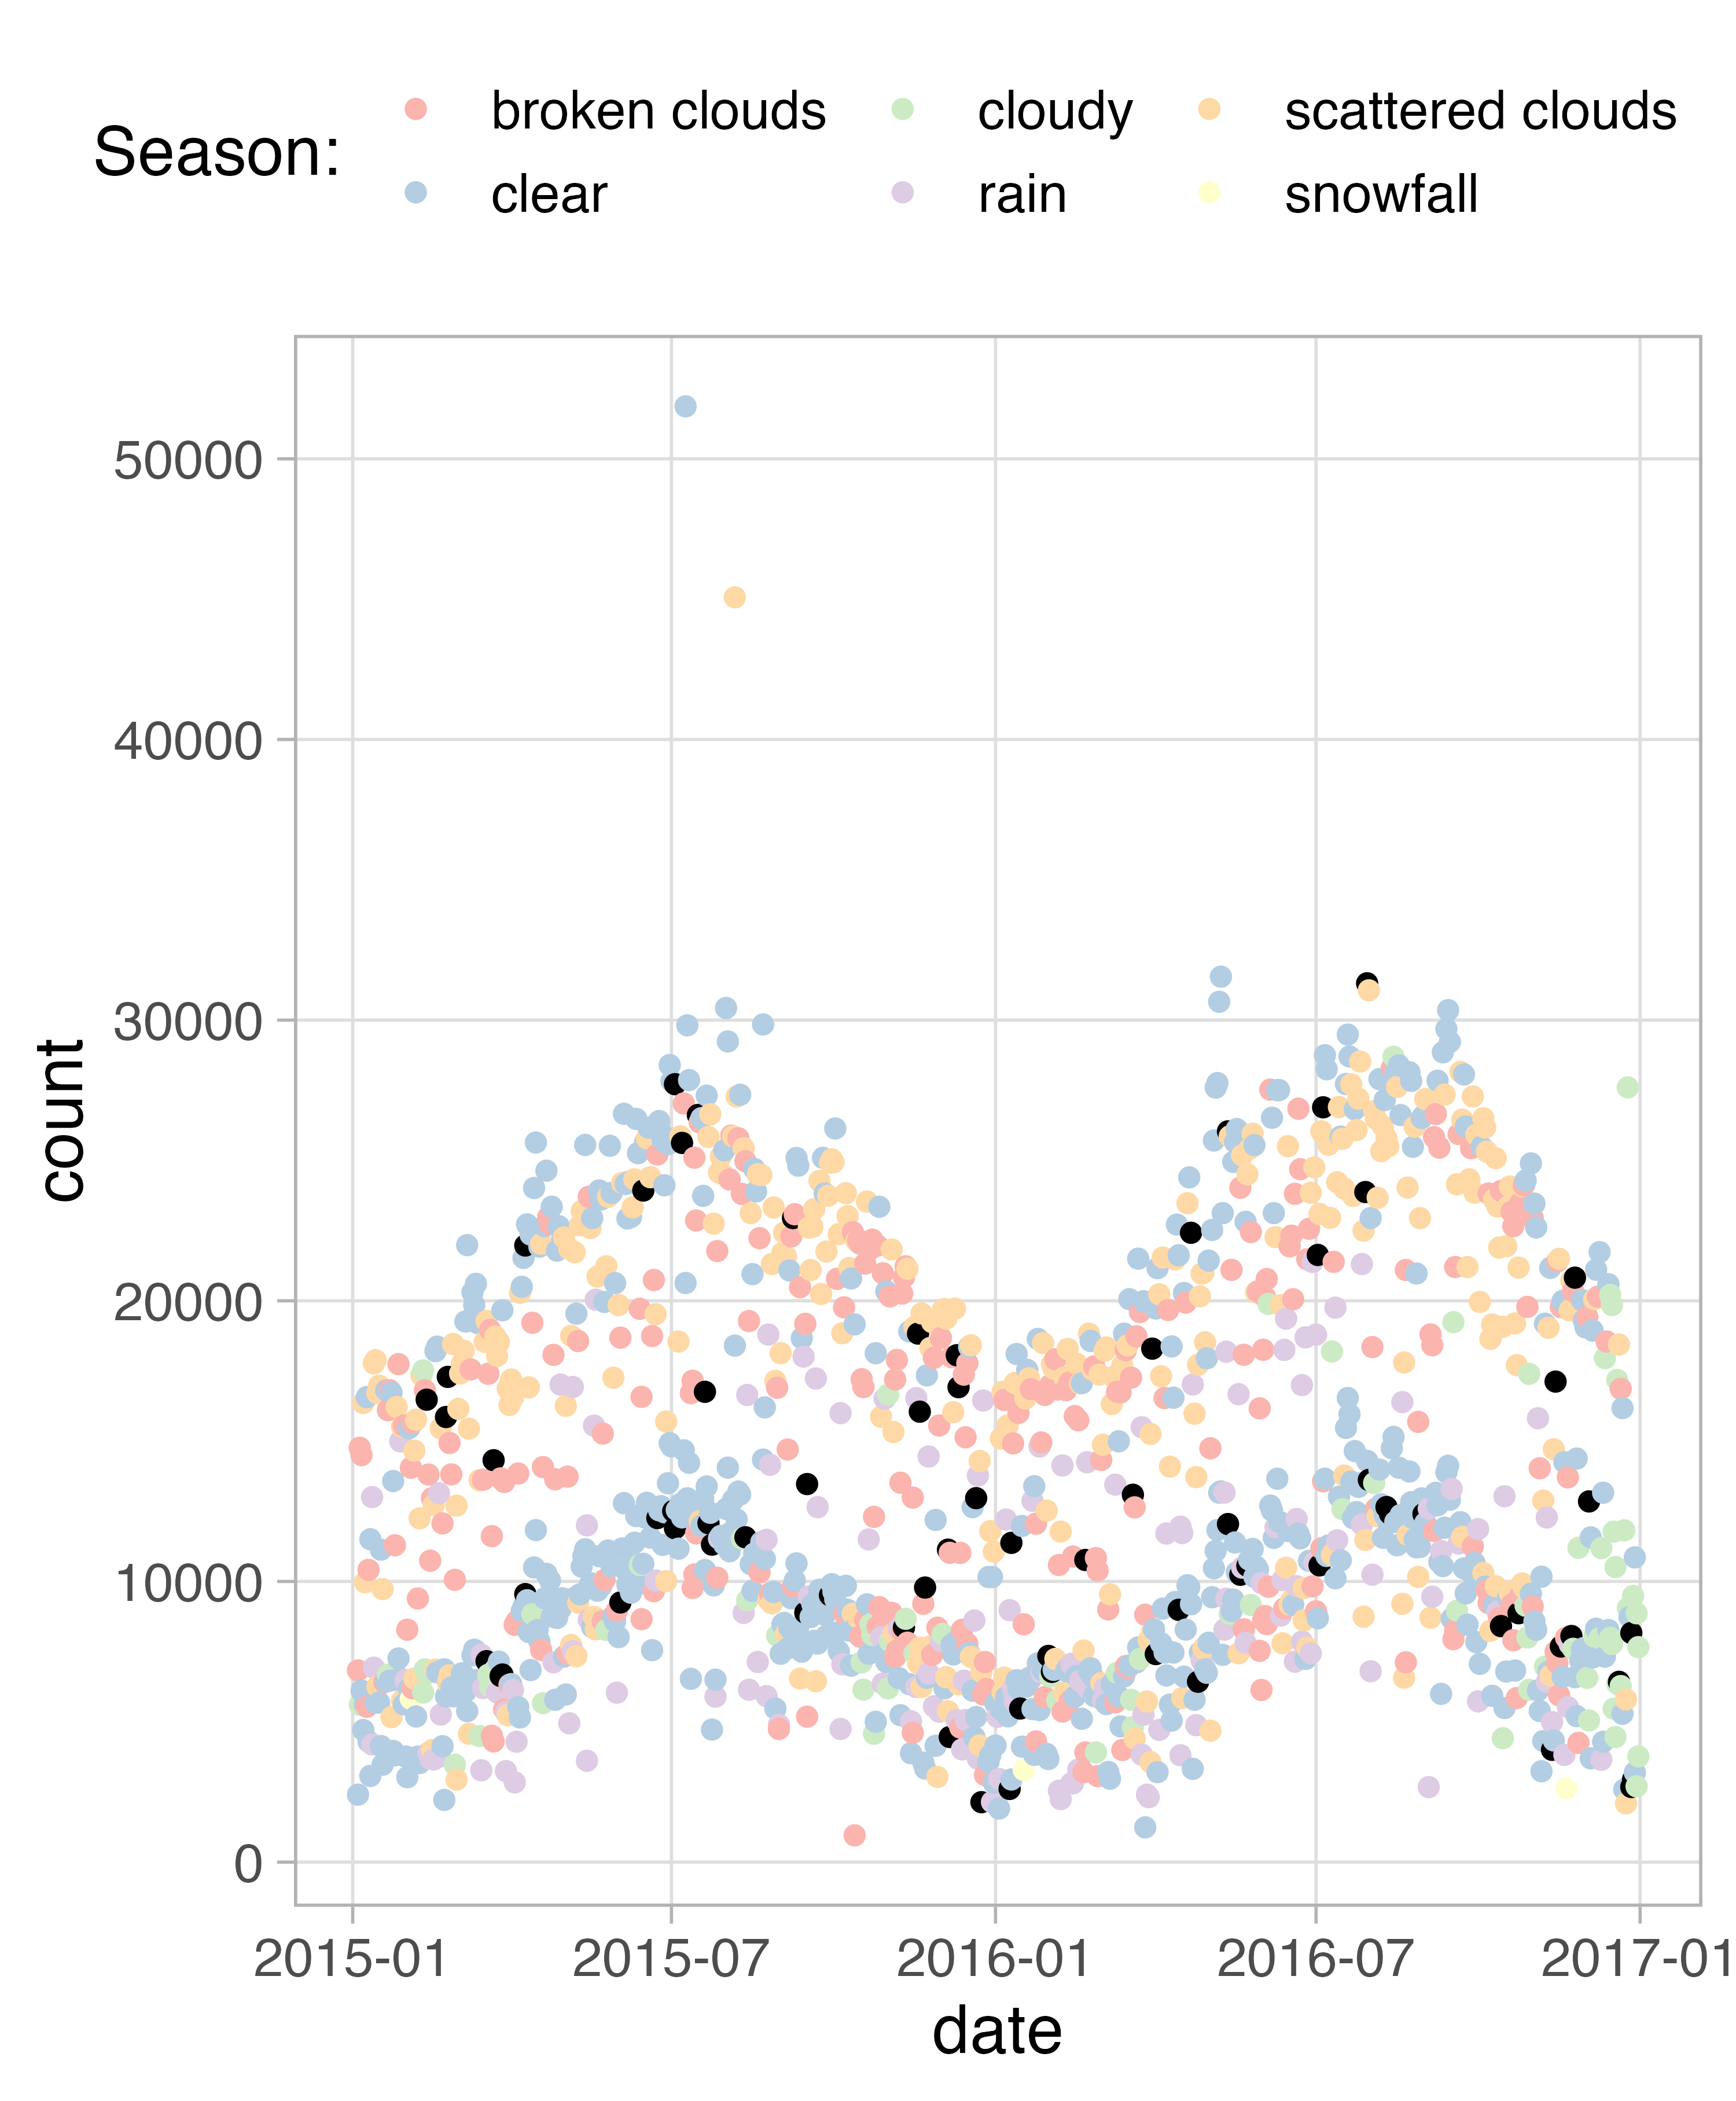 Season:
broken clouds
cloudy
scattered clouds
clear
rain
snowfall
count
50000
40000
30000
20000
10000
0
2015-01
2015-07
2016-01
2016-07
2017-01
date